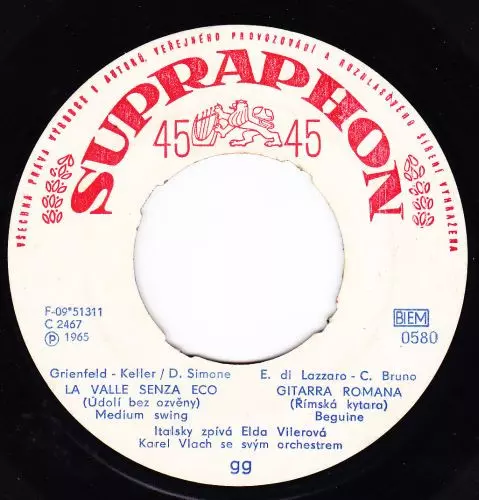 VŠECHNA PRÁVA VÝROBCE I AUTORŮ, VEŘEJNÉHO PROVOZOVÁNÍ A ROZHLASOVÉHO ŠÍŘENÍ VYHRAŽENA
SUPRAPHON
45 45
F-09*51311
C 2467
Ⓟ 1965
BIEM
0580
Grienfeld - Keller / D. Simone
LA VALLE SENZA ECO
(Údolí bez ozvěny)
Medium swing
E. di Lazzaro - C. Bruno
GITARRA ROMANA
(Římská kytara)
Beguine
Italsky zpívá Elda Vilerová
Karel Vlach se svým orchestrem
gg